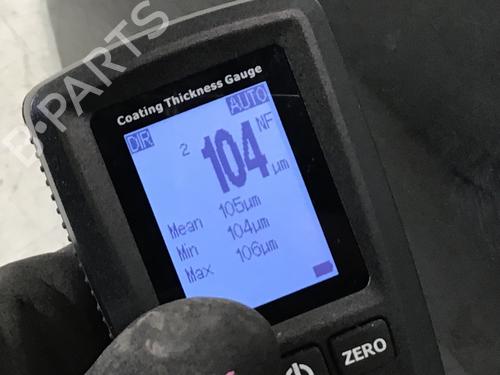 B-PARTS
Coating Thickness Gauge
DIR AUTO
2 104 NF µm
Mean 105µm
Min 104µm
Max 106µm
ZERO